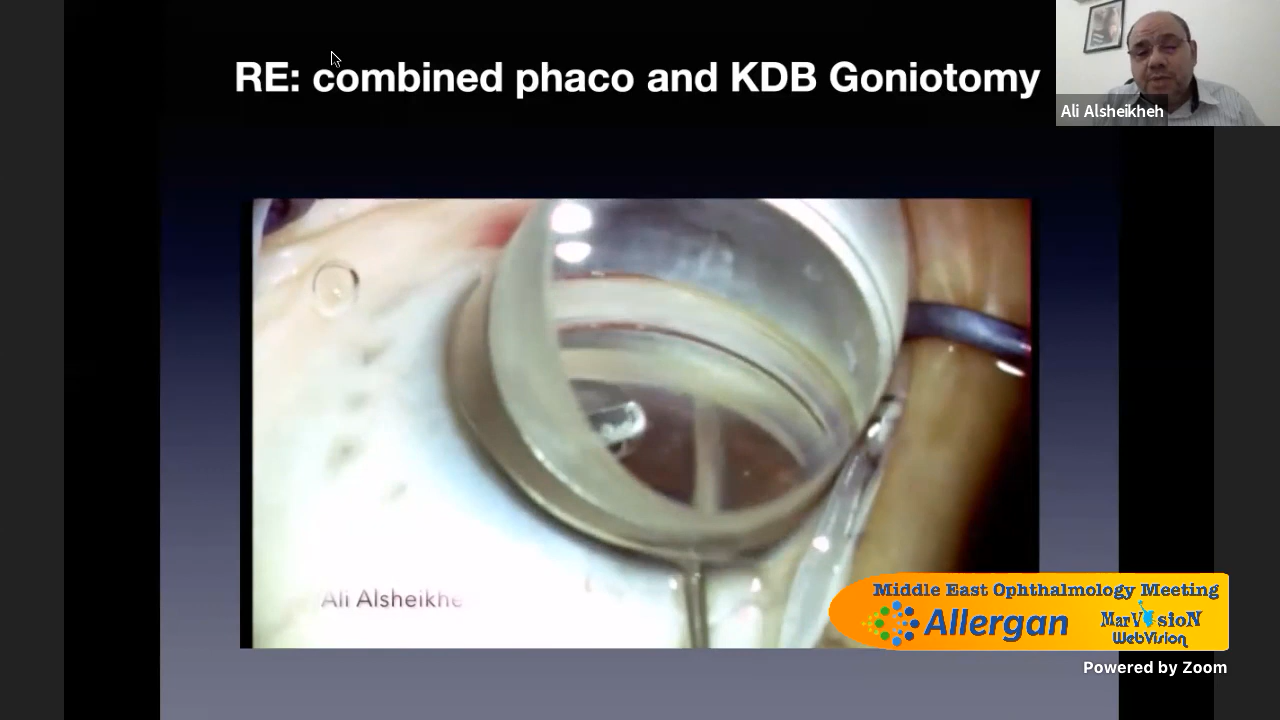 RE: combined phaco and KDB Goniotomy
Ali Alsheikheh
Ali Alsheikhe
Middle East Ophthalmology Meeting
Allergan
MarVisioN
WebVision
Powered by Zoom